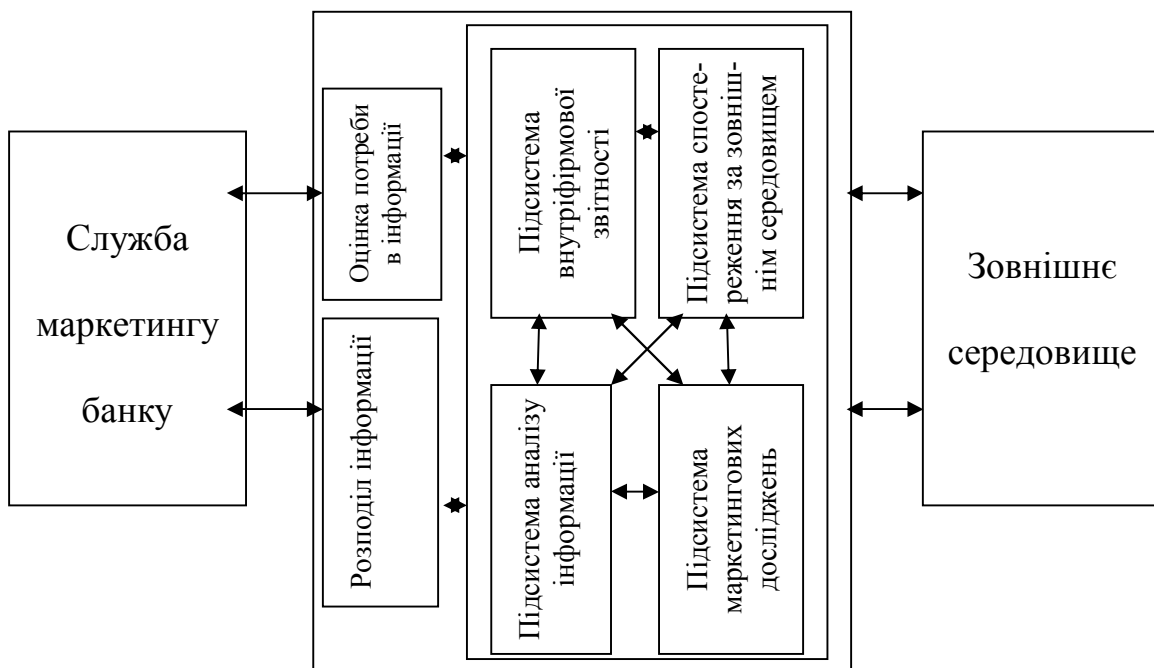 Служба
маркетингу
банку
Оцінка потреби
в інформації
Розподіл інформації
Підсистема
внутріфірмової
звітності
Підсистема спосте-
реження за зовніш-
нім середовищем
Підсистема аналізу
інформації
Підсистема
маркетингових
досліджень
Зовнішнє
середовище